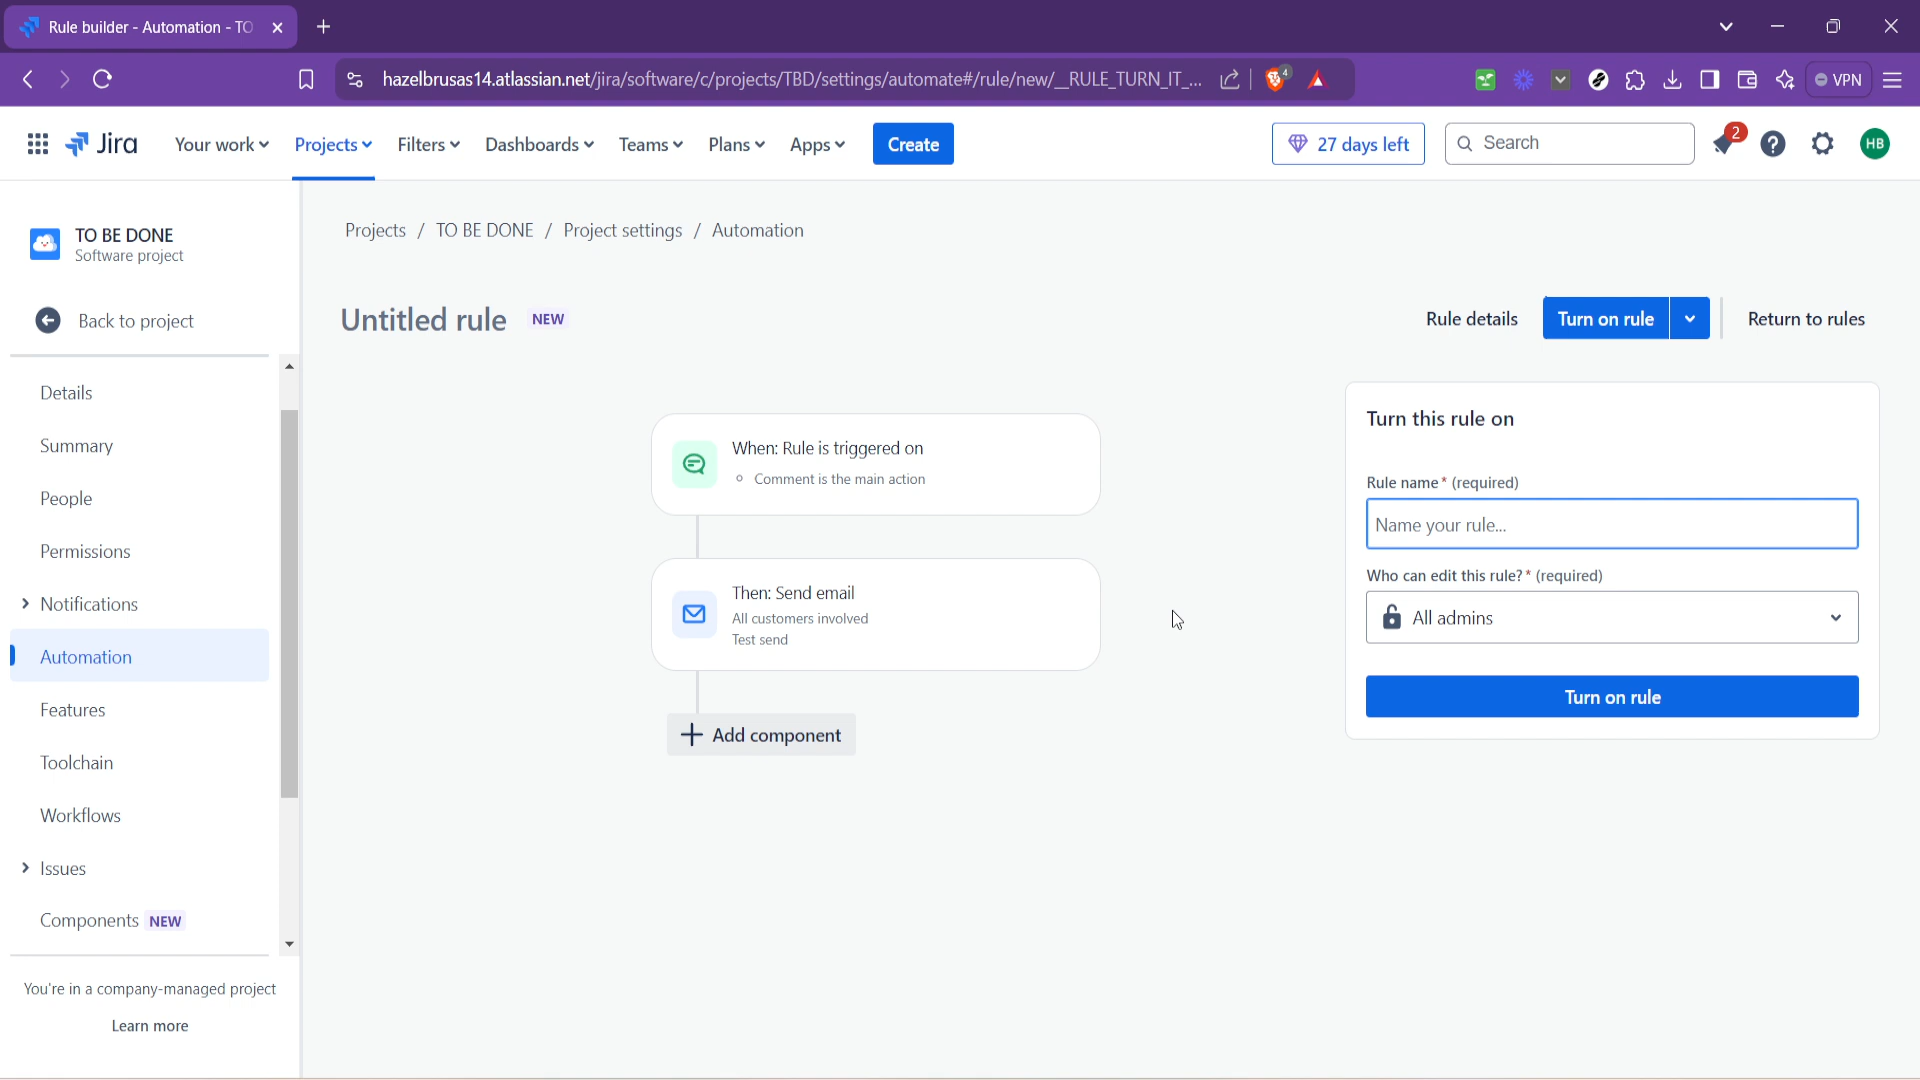 Rule builder - Automation - TO
hazelbrusas14.atlassian.net/jira/software/c/projects/TBD/settings/automate#/rule/new/__RULE_TURN_IT_...
4
VPN
Jira
Your work
Projects
Filters
Dashboards
Teams
Plans
Apps
Create
27 days left
Search
2
HB
TO BE DONE
Software project
Back to project
Details
Summary
People
Permissions
Notifications
Automation
Features
Toolchain
Workflows
Issues
Components NEW
You're in a company-managed project
Learn more
Projects / TO BE DONE / Project settings / Automation
Untitled rule NEW
Rule details
Turn on rule
Return to rules
When: Rule is triggered on
Comment is the main action
Then: Send email
All customers involved
Test send
+ Add component
Turn this rule on
Rule name* (required)
Name your rule...
Who can edit this rule?* (required)
All admins
Turn on rule